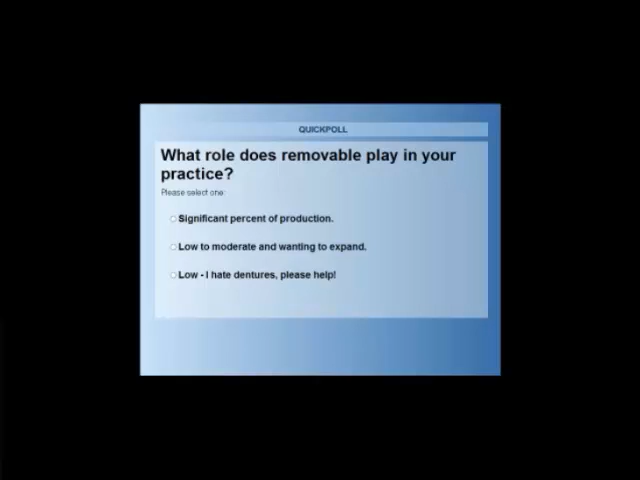 QUICKPOLL
What role does removable play in your
practice?
Please select one:
Significant percent of production.
Low to moderate and wanting to expand.
Low - I hate dentures, please help!